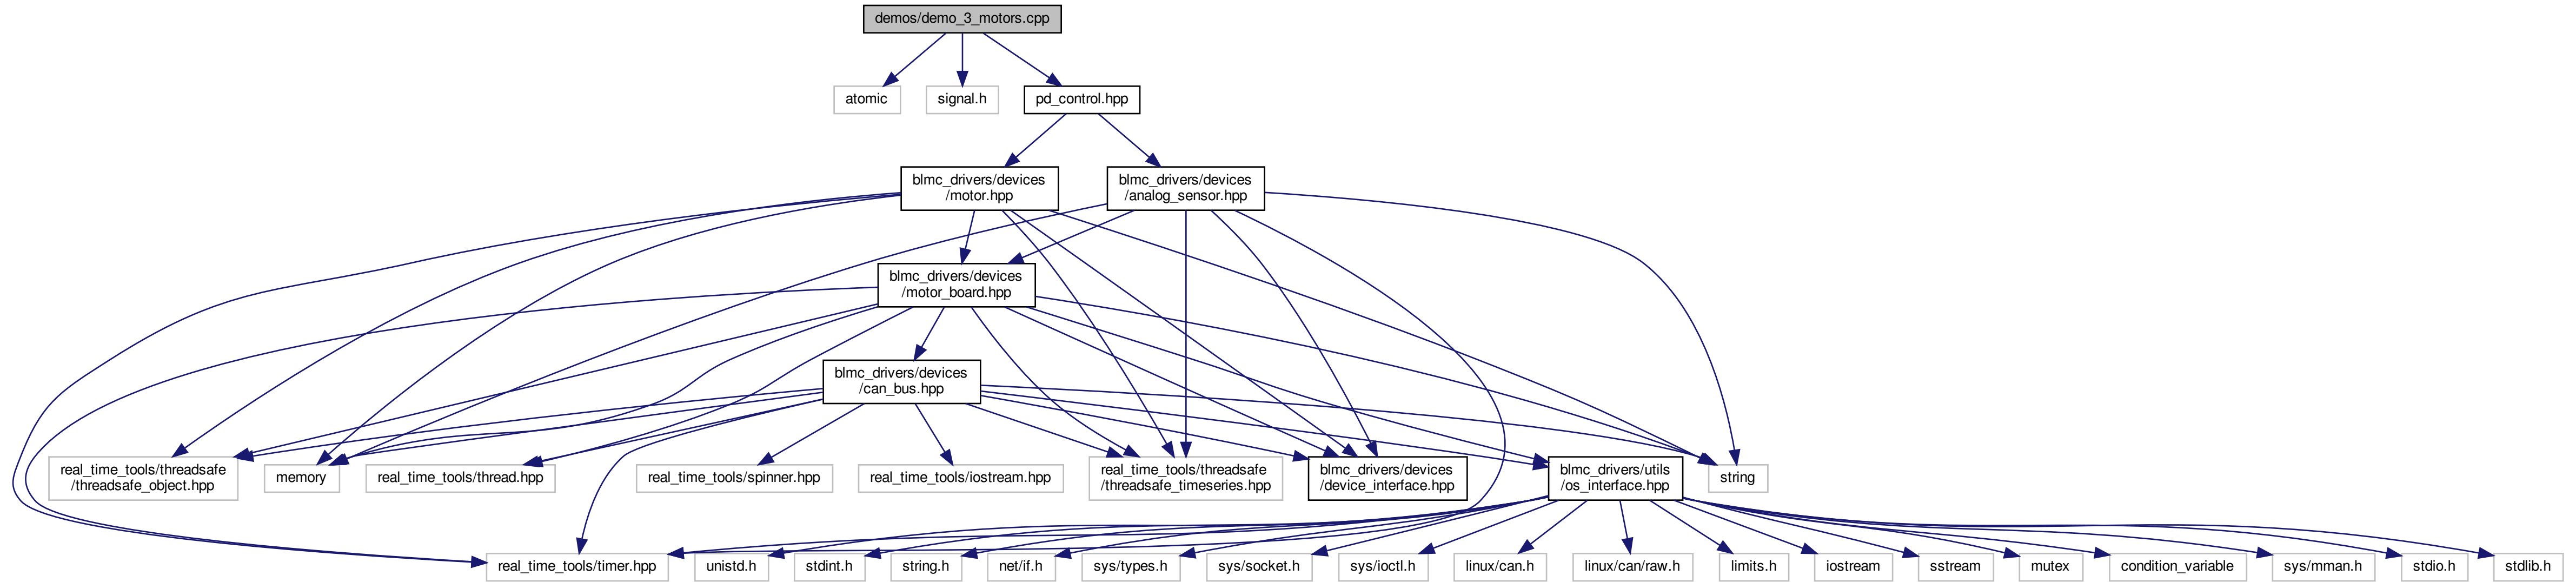 demos/demo_3_motors.cpp
atomic
signal.h
pd_control.hpp
blmc_drivers/devices
/motor.hpp
blmc_drivers/devices
/analog_sensor.hpp
blmc_drivers/devices
/motor_board.hpp
blmc_drivers/devices
/can_bus.hpp
real_time_tools/threadsafe
/threadsafe_object.hpp
memory
real_time_tools/thread.hpp
real_time_tools/spinner.hpp
real_time_tools/iostream.hpp
real_time_tools/threadsafe
/threadsafe_timeseries.hpp
blmc_drivers/devices
/device_interface.hpp
blmc_drivers/utils
/os_interface.hpp
string
real_time_tools/timer.hpp
unistd.h
stdint.h
string.h
net/if.h
sys/types.h
sys/socket.h
sys/ioctl.h
linux/can.h
linux/can/raw.h
limits.h
iostream
sstream
mutex
condition_variable
sys/mman.h
stdio.h
stdlib.h